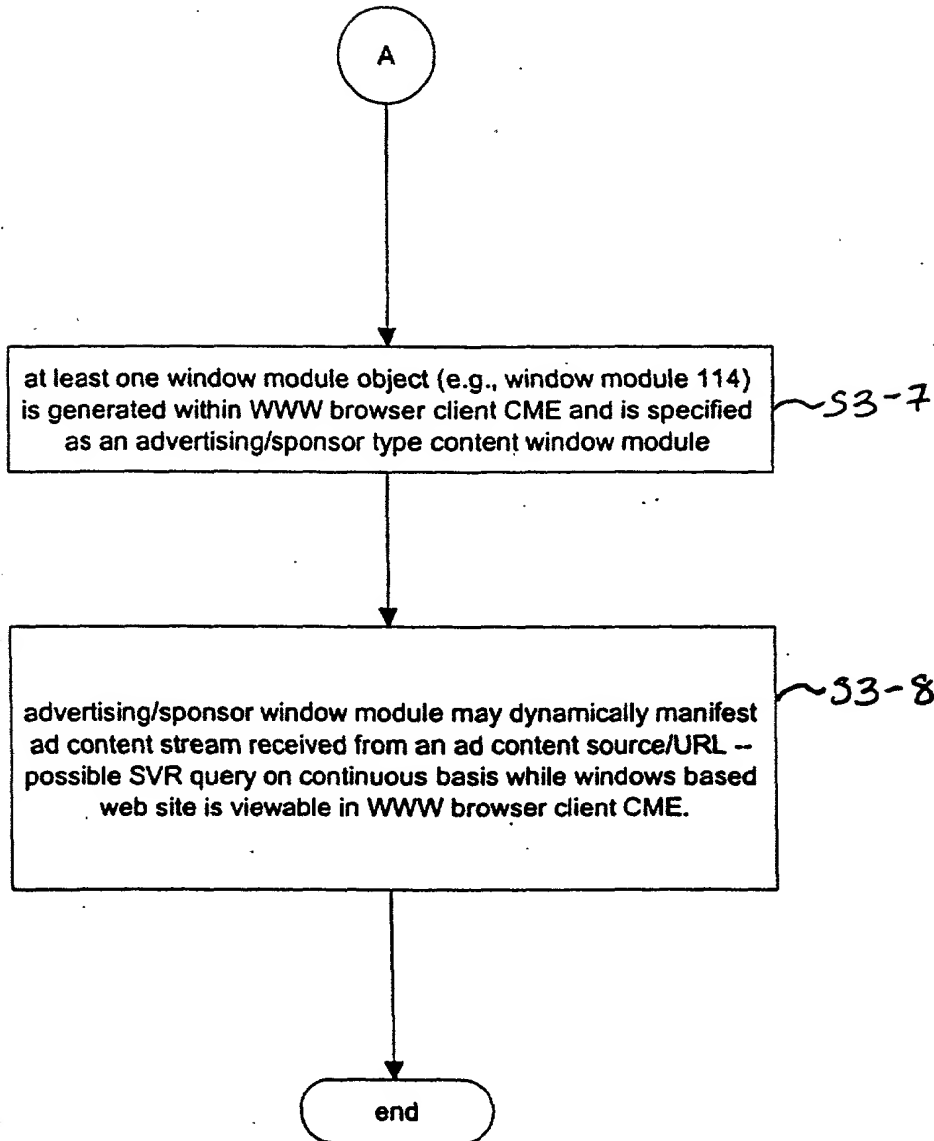 A
at least one window module object (e.g., window module 114)
is generated within WWW browser client CME and is specified
as an advertising/sponsor type content window module
S3-7
advertising/sponsor window module may dynamically manifest
ad content stream received from an ad content source/URL --
possible SVR query on continuous basis while windows based
web site is viewable in WWW browser client CME.
S3-8
end